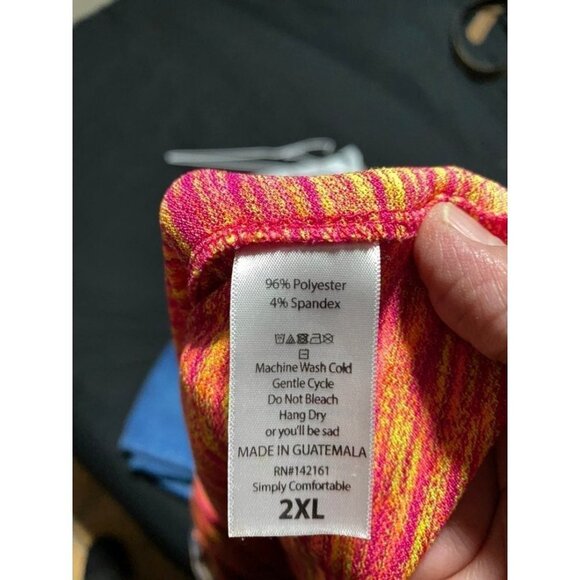 96% Polyester
4% Spandex
Machine Wash Cold
Gentle Cycle
Do Not Bleach
Hang Dry
or you'll be sad
MADE IN GUATEMALA
RN#142161
Simply Comfortable
2XL